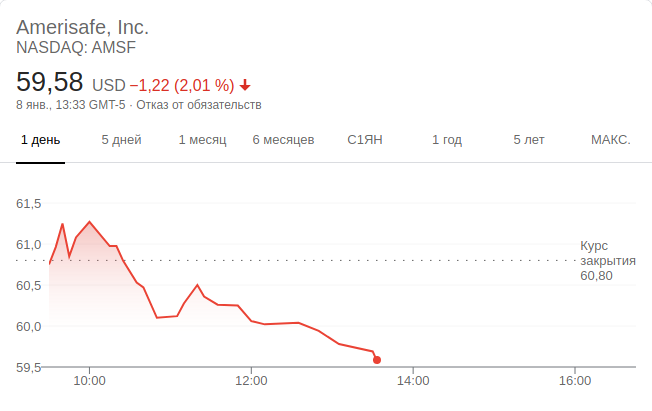 Amerisafe, Inc.
NASDAQ: AMSF
59,58 USD −1,22 (2,01 %)
8 янв., 13:33 GMT-5 · Отказ от обязательств
1 день 5 дней 1 месяц 6 месяцев С1ЯН 1 год 5 лет МАКС.
61,5
61,0
60,5
60,0
59,5
Курс
закрытия
60,80
10:00 12:00 14:00 16:00